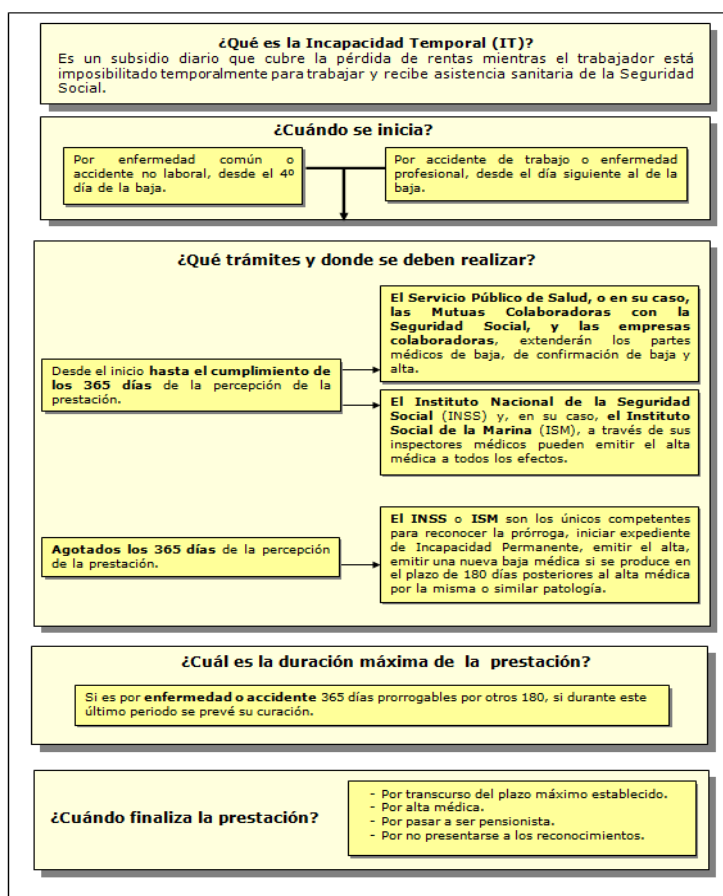 ¿Qué es la Incapacidad Temporal (IT)?
Es un subsidio diario que cubre la pérdida de rentas mientras el trabajador está
imposibilitado temporalmente para trabajar y recibe asistencia sanitaria de la Seguridad
Social.
¿Cuándo se inicia?
Por enfermedad común o
accidente no laboral, desde el 4º
día de la baja.
Por accidente de trabajo o enfermedad
profesional, desde el día siguiente al de la
baja.
¿Qué trámites y donde se deben realizar?
Desde el inicio hasta el cumplimiento de
los 365 días de la percepción de la
prestación.
El Servicio Público de Salud, o en su caso,
las Mutuas Colaboradoras con la
Seguridad Social, y las empresas
colaboradoras, extenderán los partes
médicos de baja, de confirmación de baja y
alta.
El Instituto Nacional de la Seguridad
Social (INSS) y, en su caso, el Instituto
Social de la Marina (ISM), a través de sus
inspectores médicos pueden emitir el alta
médica a todos los efectos.
Agotados los 365 días de la percepción
de la prestación.
El INSS o ISM son los únicos competentes
para reconocer la prórroga, iniciar expediente
de Incapacidad Permanente, emitir el alta,
emitir una nueva baja médica si se produce en
el plazo de 180 días posteriores al alta médica
por la misma o similar patología.
¿Cuál es la duración máxima de la prestación?
Si es por enfermedad o accidente 365 días prorrogables por otros 180, si durante este
último periodo se prevé su curación.
¿Cuándo finaliza la prestación?
- Por transcurso del plazo máximo establecido.
- Por alta médica.
- Por pasar a ser pensionista.
- Por no presentarse a los reconocimientos.